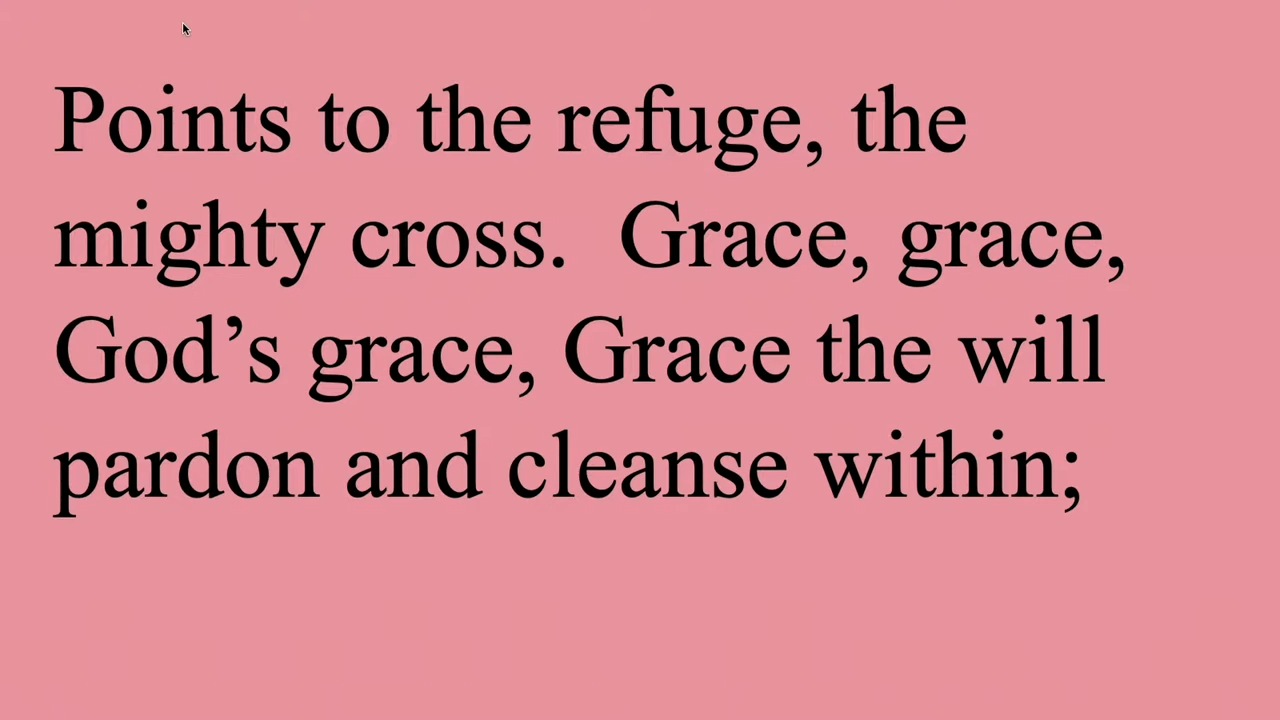 Points to the refuge, the
mighty cross.  Grace, grace,
God’s grace, Grace the will
pardon and cleanse within;